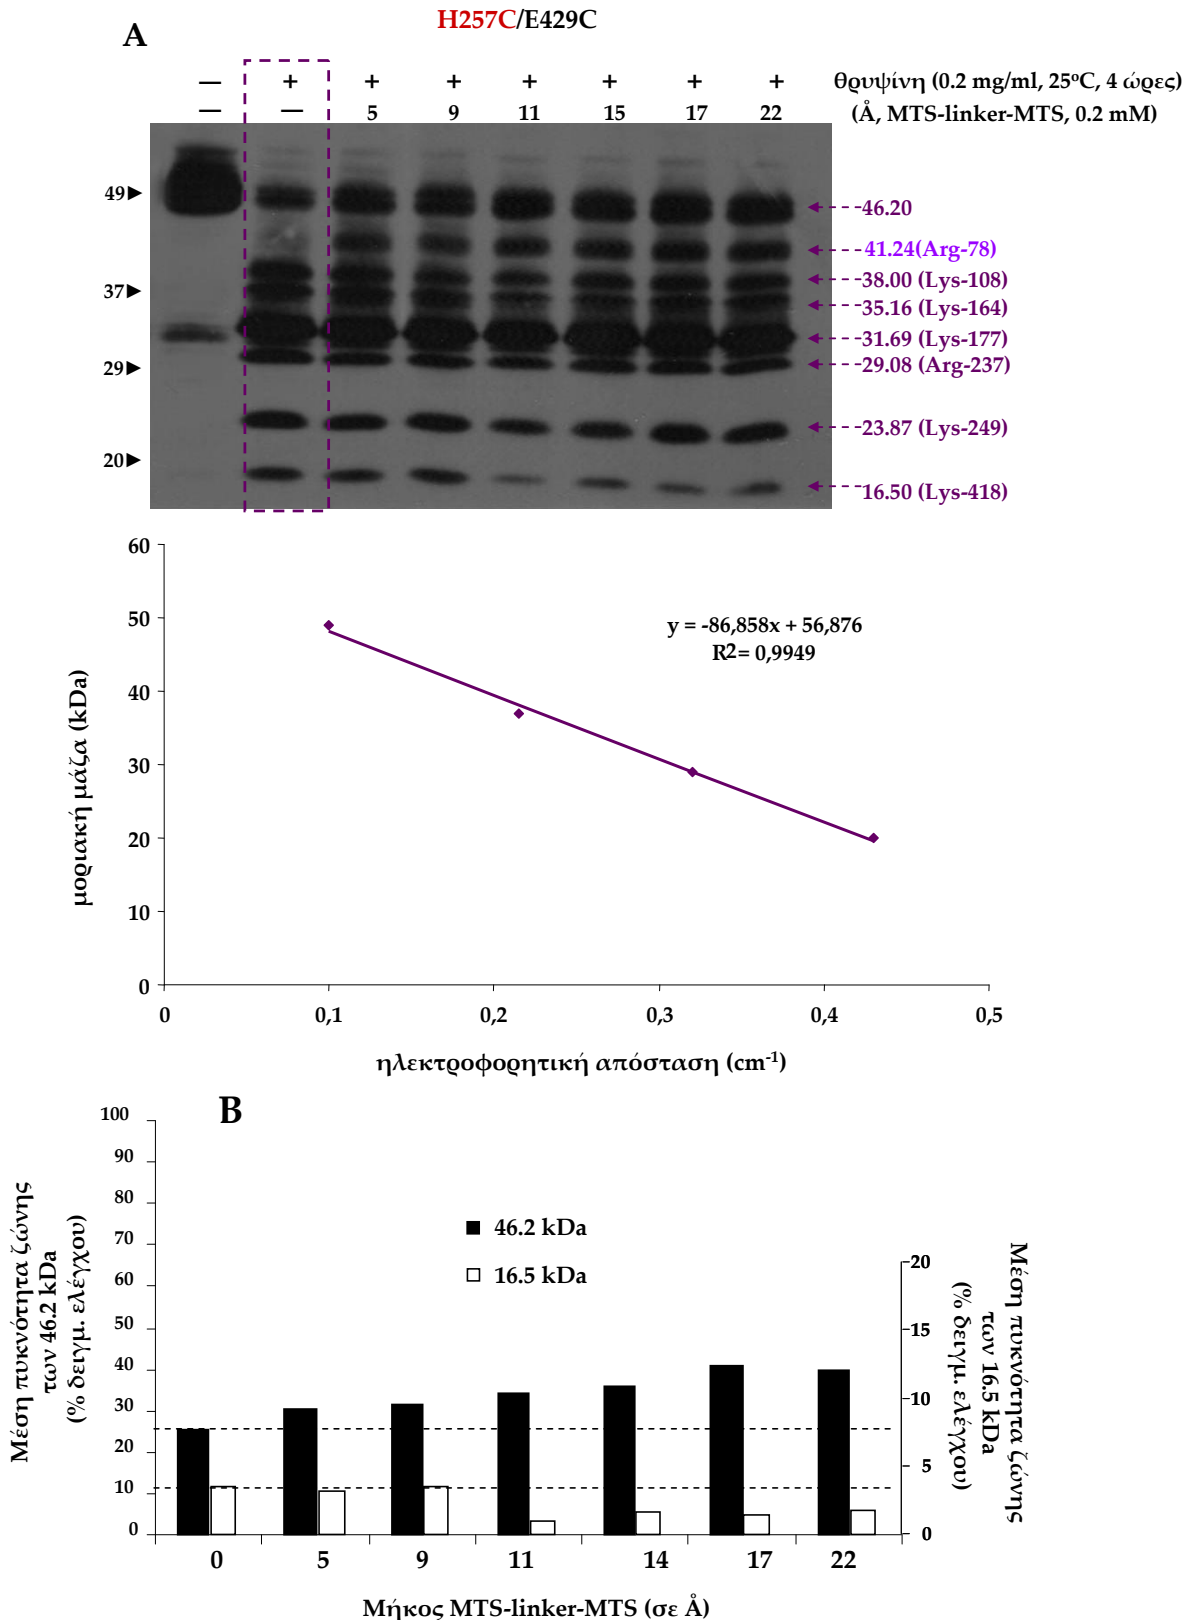 H257C/E429C
A
— + + + + + + + θρυψίνη (0.2 mg/ml, 25ºC, 4 ώρες)
— — 5 9 11 15 17 22 (Å, MTS-linker-MTS, 0.2 mM)
49
46.20
41.24(Arg-78)
38.00 (Lys-108)
37
35.16 (Lys-164)
31.69 (Lys-177)
29
29.08 (Arg-237)
23.87 (Lys-249)
20
16.50 (Lys-418)
μοριακή μάζα (kDa)
60
50
40
30
20
10
0
y = -86,858x + 56,876
R2= 0,9949
0 0,1 0,2 0,3 0,4 0,5
ηλεκτροφορητική απόσταση (cm-1)
B
Μέση πυκνότητα ζώνης
των 46.2 kDa
(% δειγμ. ελέγχου)
100
90
80
70
60
50
40
30
20
10
0
46.2 kDa
16.5 kDa
20
15
10
5
0
Μέση πυκνότητα ζώνης
των 16.5 kDa
(% δειγμ. ελέγχου)
0 5 9 11 14 17 22
Μήκος MTS-linker-MTS (σε Å)